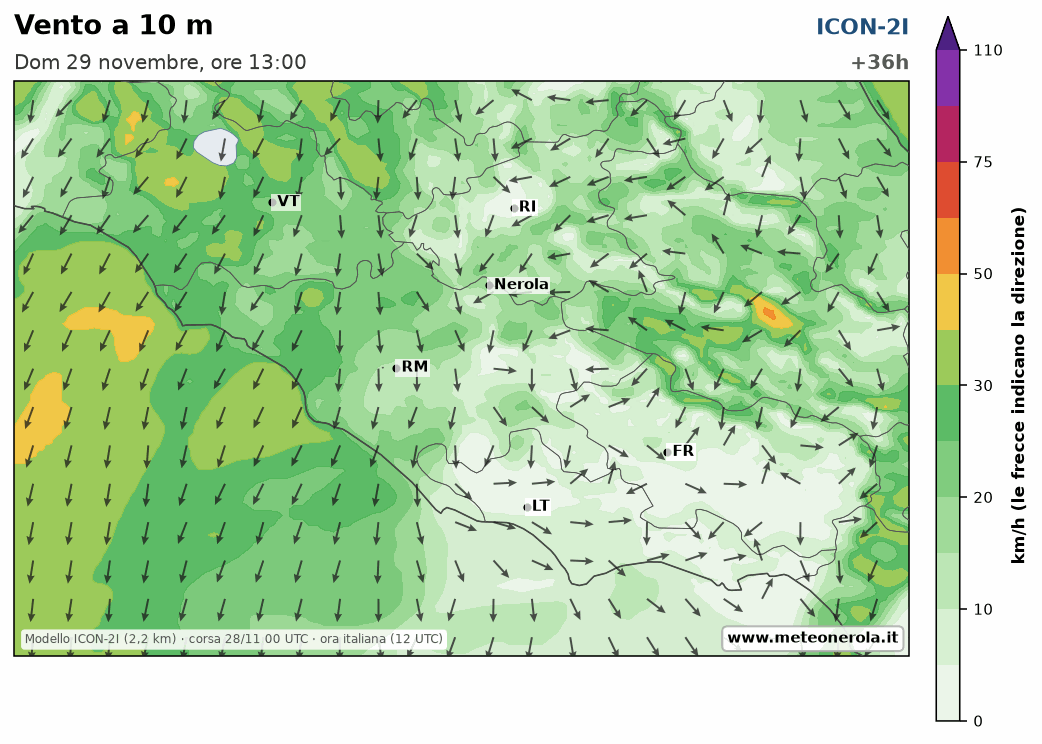 Vento a 10 m
ICON-2I
Dom 29 novembre, ore 13:00
+36h
VT
RI
Nerola
RM
FR
LT
Modello ICON-2I (2,2 km) · corsa 28/11 00 UTC · ora italiana (12 UTC)
www.meteonerola.it
110
75
50
30
20
10
0
km/h (le frecce indicano la direzione)